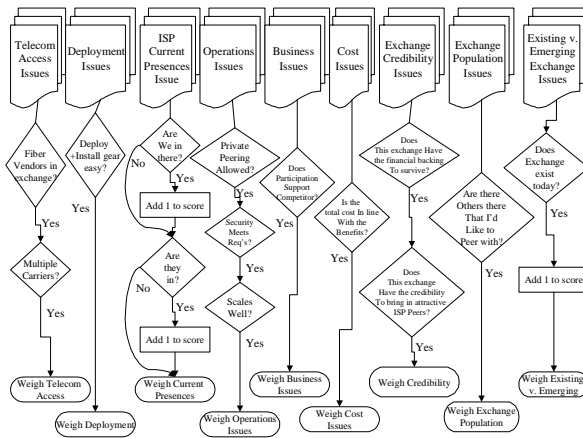 Telecom
Access
Issues
Deployment
Issues
ISP
Current
Presences
Issue
Operations
Issues
Business
Issues
Cost
Issues
Exchange
Credibility
Issues
Exchange
Population
Issues
Existing v.
Emerging
Exchange
Issues
Fiber
Vendors in
exchange?
Yes
Multiple
Carriers?
Yes
Weigh Telecom
Access
Deploy
+Install gear
easy?
Yes
Weigh Deployment
Are
We in
there?
No
Yes
Add 1 to score
Are
they
in?
No
Yes
Add 1 to score
Weigh Current
Presences
Private
Peering
Allowed?
Yes
Security
Meets
Req's?
Yes
Scales
Well?
Yes
Weigh Operations
Issues
Does
Participation
Support
Competitor?
Yes
Weigh Business
Issues
Is the
total cost In line
With the
Benefits?
Yes
Weigh Cost
Issues
Does
This exchange Have
the financial backing
To survive?
Yes
Does
This exchange
Have the credibility
To bring in attractive
ISP Peers?
Yes
Weigh Credibility
Are there
Others there
That I'd
Like to
Peer with?
Yes
Weigh Exchange
Population
Does
Exchange
exist
today?
Yes
Add 1 to score
Yes
Weigh Existing
v. Emerging